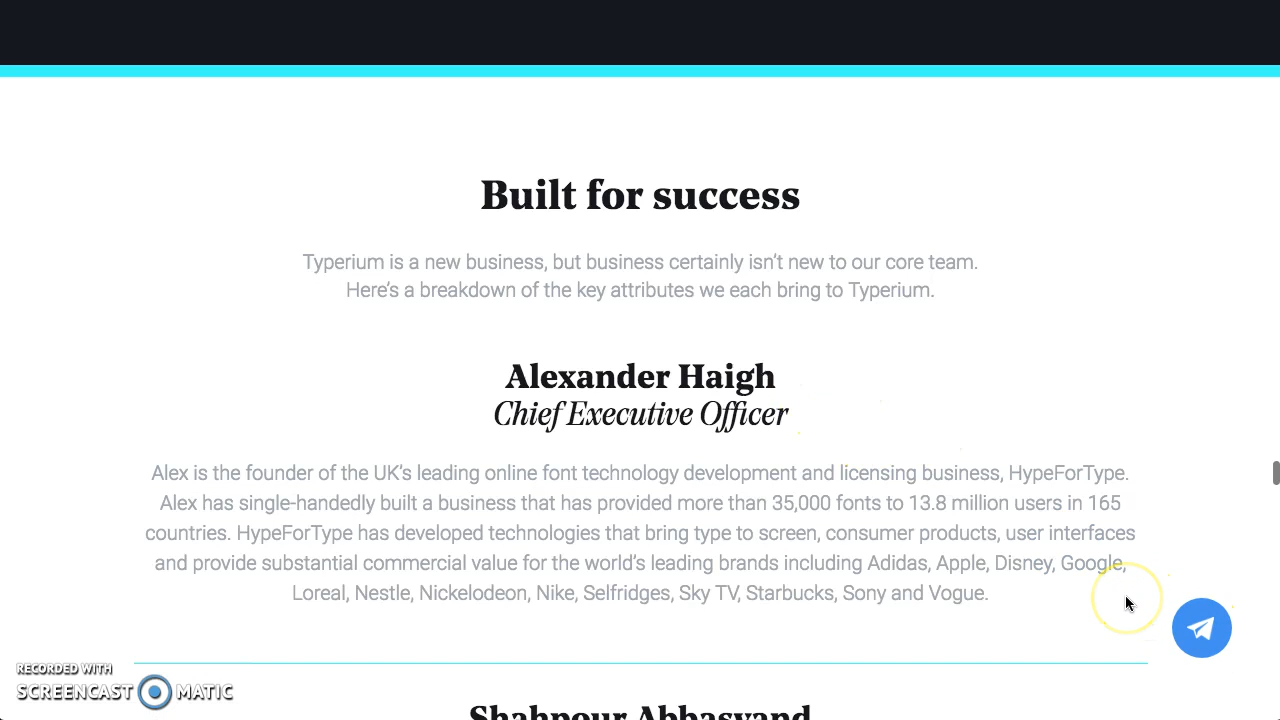 Built for success
Typerium is a new business, but business certainly isn't new to our core team.
Here's a breakdown of the key attributes we each bring to Typerium.
Alexander Haigh
Chief Executive Officer
Alex is the founder of the UK's leading online font technology development and licensing business, HypeForType.
Alex has single-handedly built a business that has provided more than 35,000 fonts to 13.8 million users in 165
countries. HypeForType has developed technologies that bring type to screen, consumer products, user interfaces
and provide substantial commercial value for the world's leading brands including Adidas, Apple, Disney, Google,
Loreal, Nestle, Nickelodeon, Nike, Selfridges, Sky TV, Starbucks, Sony and Vogue.
RECORDED WITH
SCREENCAST MATIC
Shahpour Abbasvand